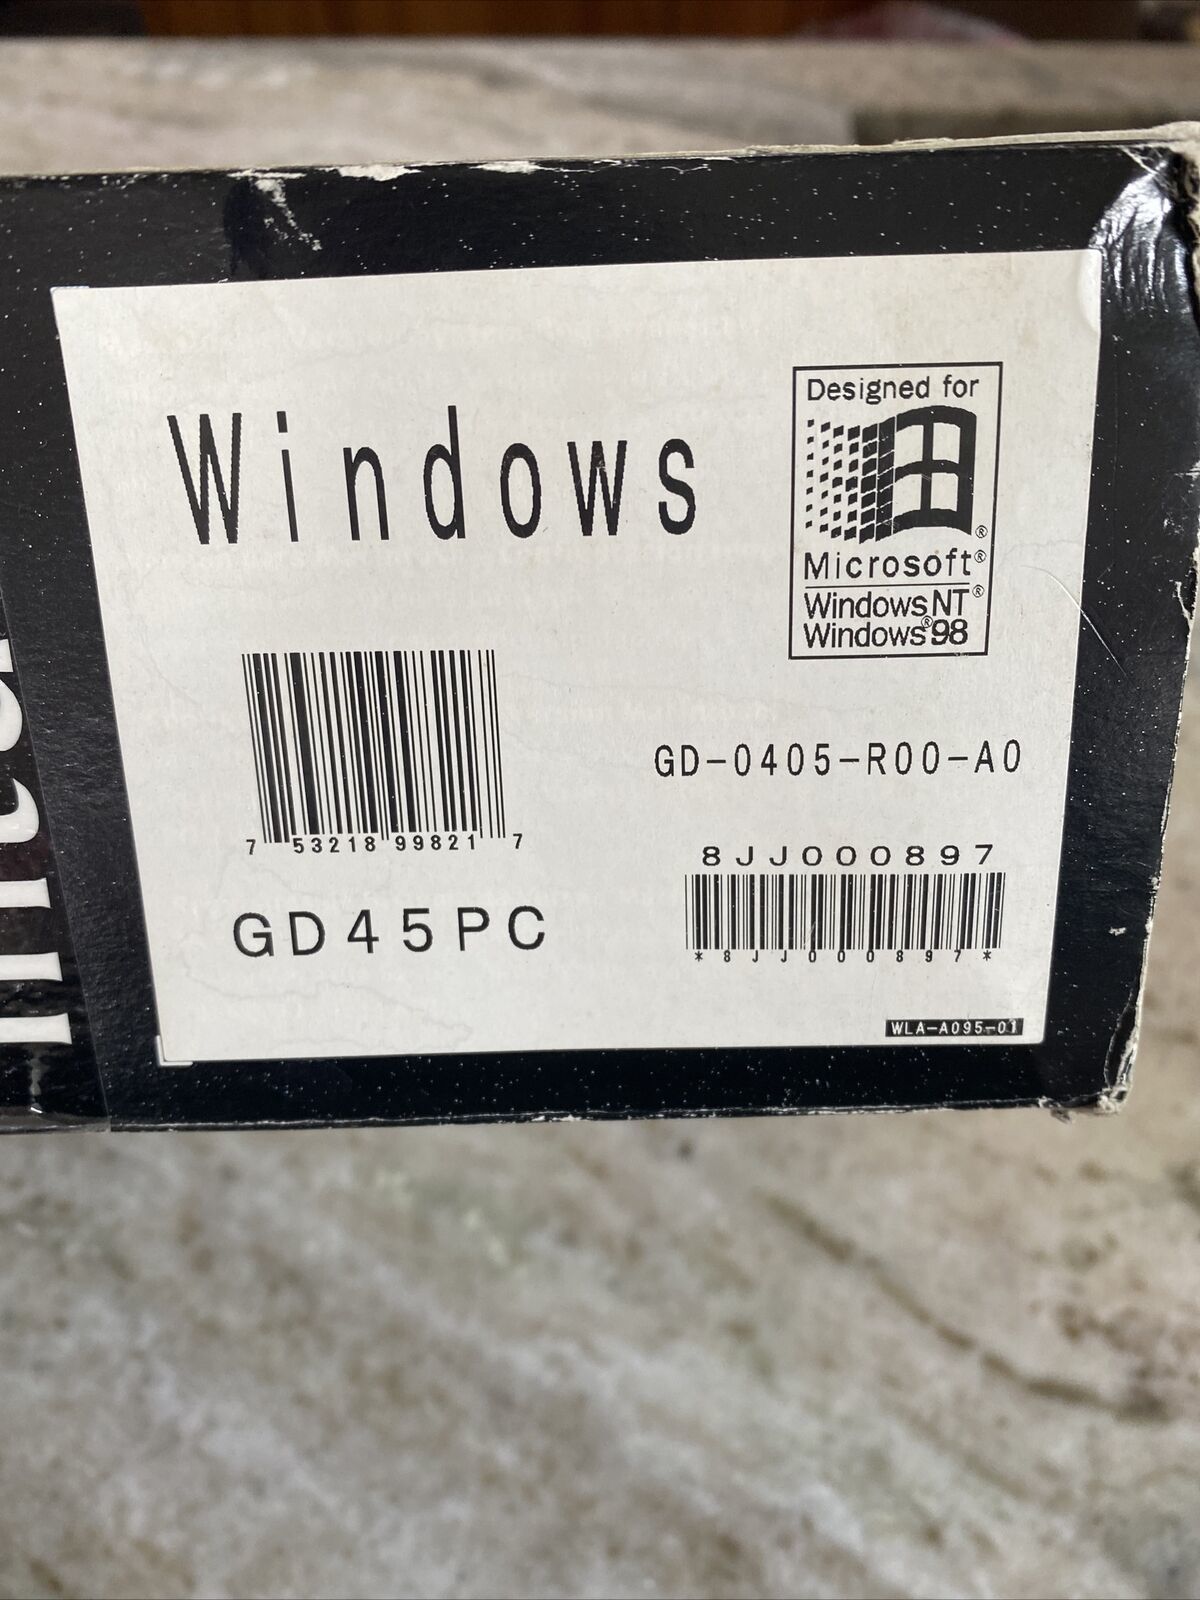 Windows
Designed for
Microsoft®
Windows NT®
Windows®98
7 53218 99821 7
GD-0405-R00-A0
8JJ000897
*8JJ000897*
GD45PC
WLA-A095-01